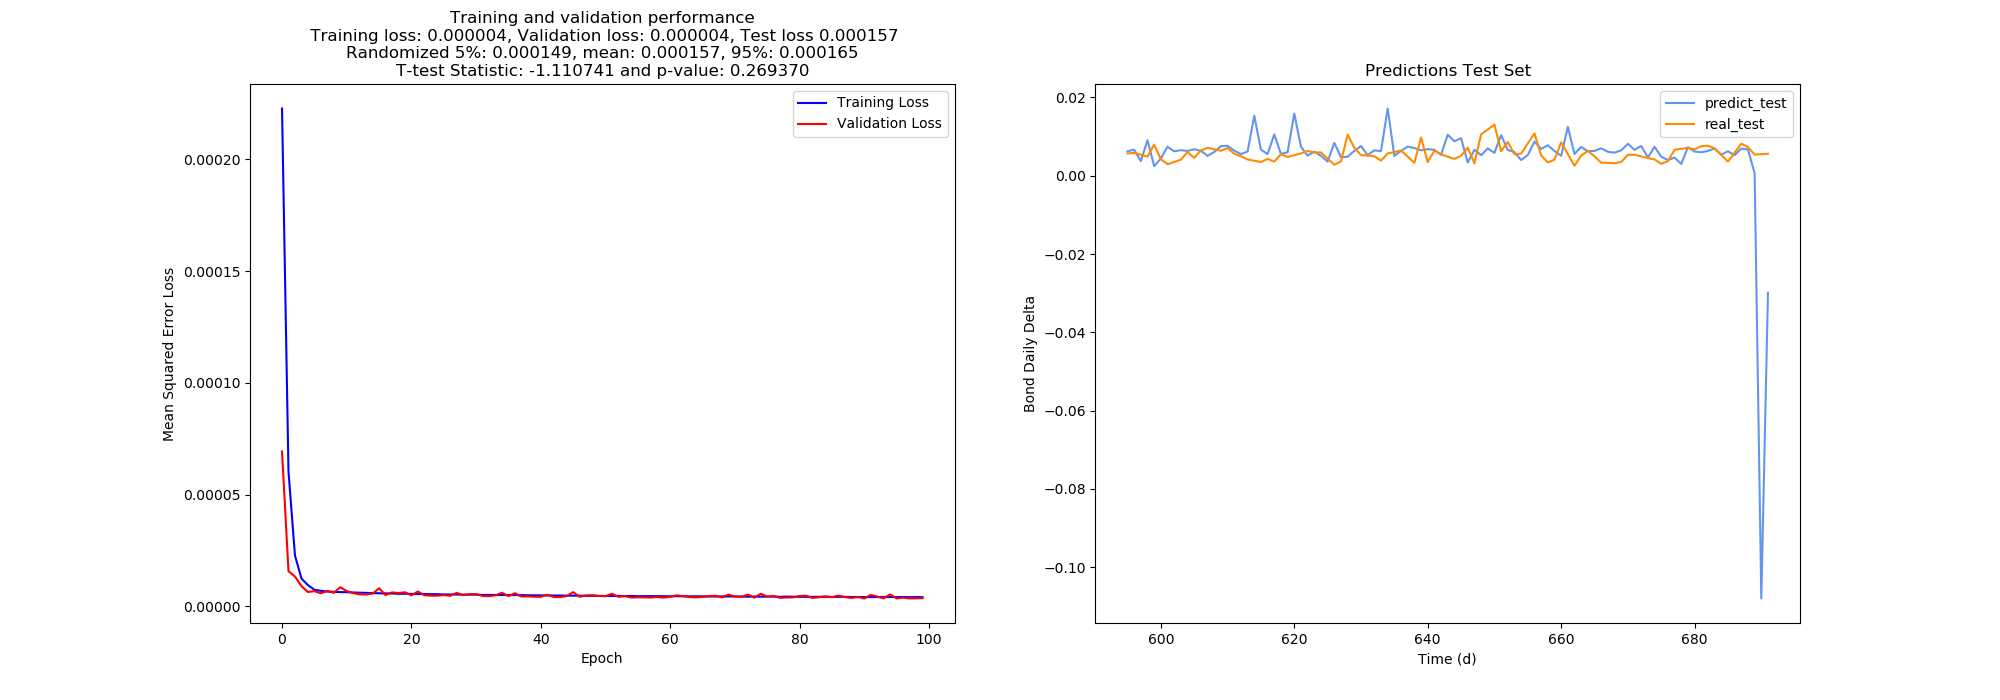 Training and validation performance
Training loss: 0.000004, Validation loss: 0.000004, Test loss 0.000157
Randomized 5%: 0.000149, mean: 0.000157, 95%: 0.000165
T-test Statistic: -1.110741 and p-value: 0.269370
Training Loss
Validation Loss
Mean Squared Error Loss
0.00020
0.00015
0.00010
0.00005
0.00000
0 20 40 60 80 100
Epoch
Predictions Test Set
predict_test
real_test
Bond Daily Delta
0.02
0.00
−0.02
−0.04
−0.06
−0.08
−0.10
600 620 640 660 680
Time (d)